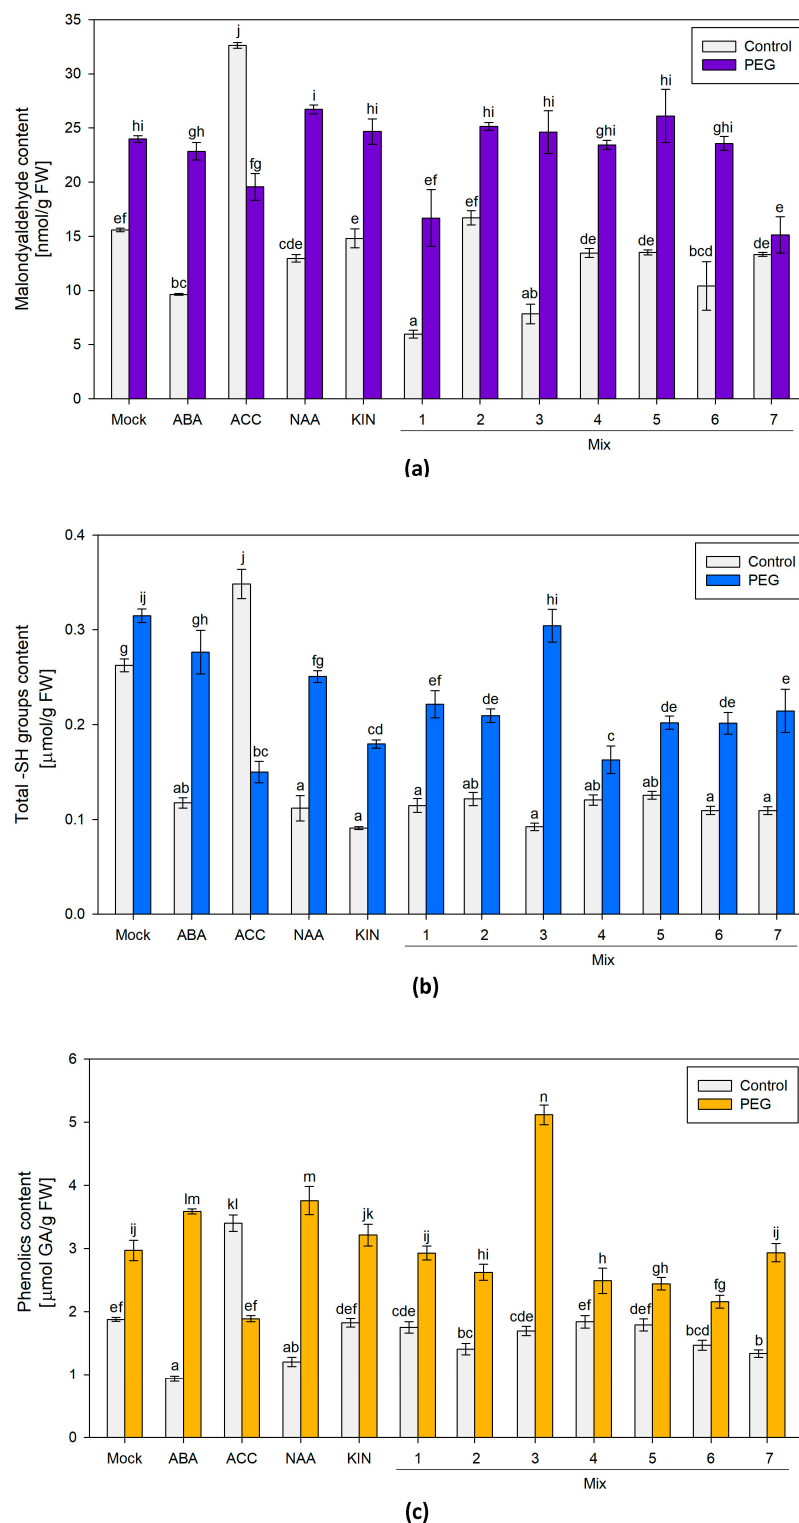 35
30
25
20
15
10
5
0
Malondyaldehyde content
[nmol/g FW]
Control
PEG
ef
hi
bc
gh
j
fg
cde
i
e
hi
a
ef
hi
ab
hi
de
ghi
de
hi
bcd
ghi
de
e
Mock ABA ACC NAA KIN 1 2 3 4 5 6 7
Mix
(a)
0.4
0.3
0.2
0.1
0.0
Total -SH groups content
[µmol/g FW]
Control
PEG
g
ij
ab
gh
j
bc
a
fg
a
cd
a
ef
ab
de
a
hi
ab
c
ab
de
a
de
a
e
Mock ABA ACC NAA KIN 1 2 3 4 5 6 7
Mix
(b)
6
5
4
3
2
1
0
Phenolics content
[µmol GA/g FW]
Control
PEG
ef
ij
a
lm
kl
ef
ab
m
def
jk
cde
ij
bc
hi
cde
n
ef
h
def
gh
bcd
fg
b
ij
Mock ABA ACC NAA KIN 1 2 3 4 5 6 7
Mix
(c)